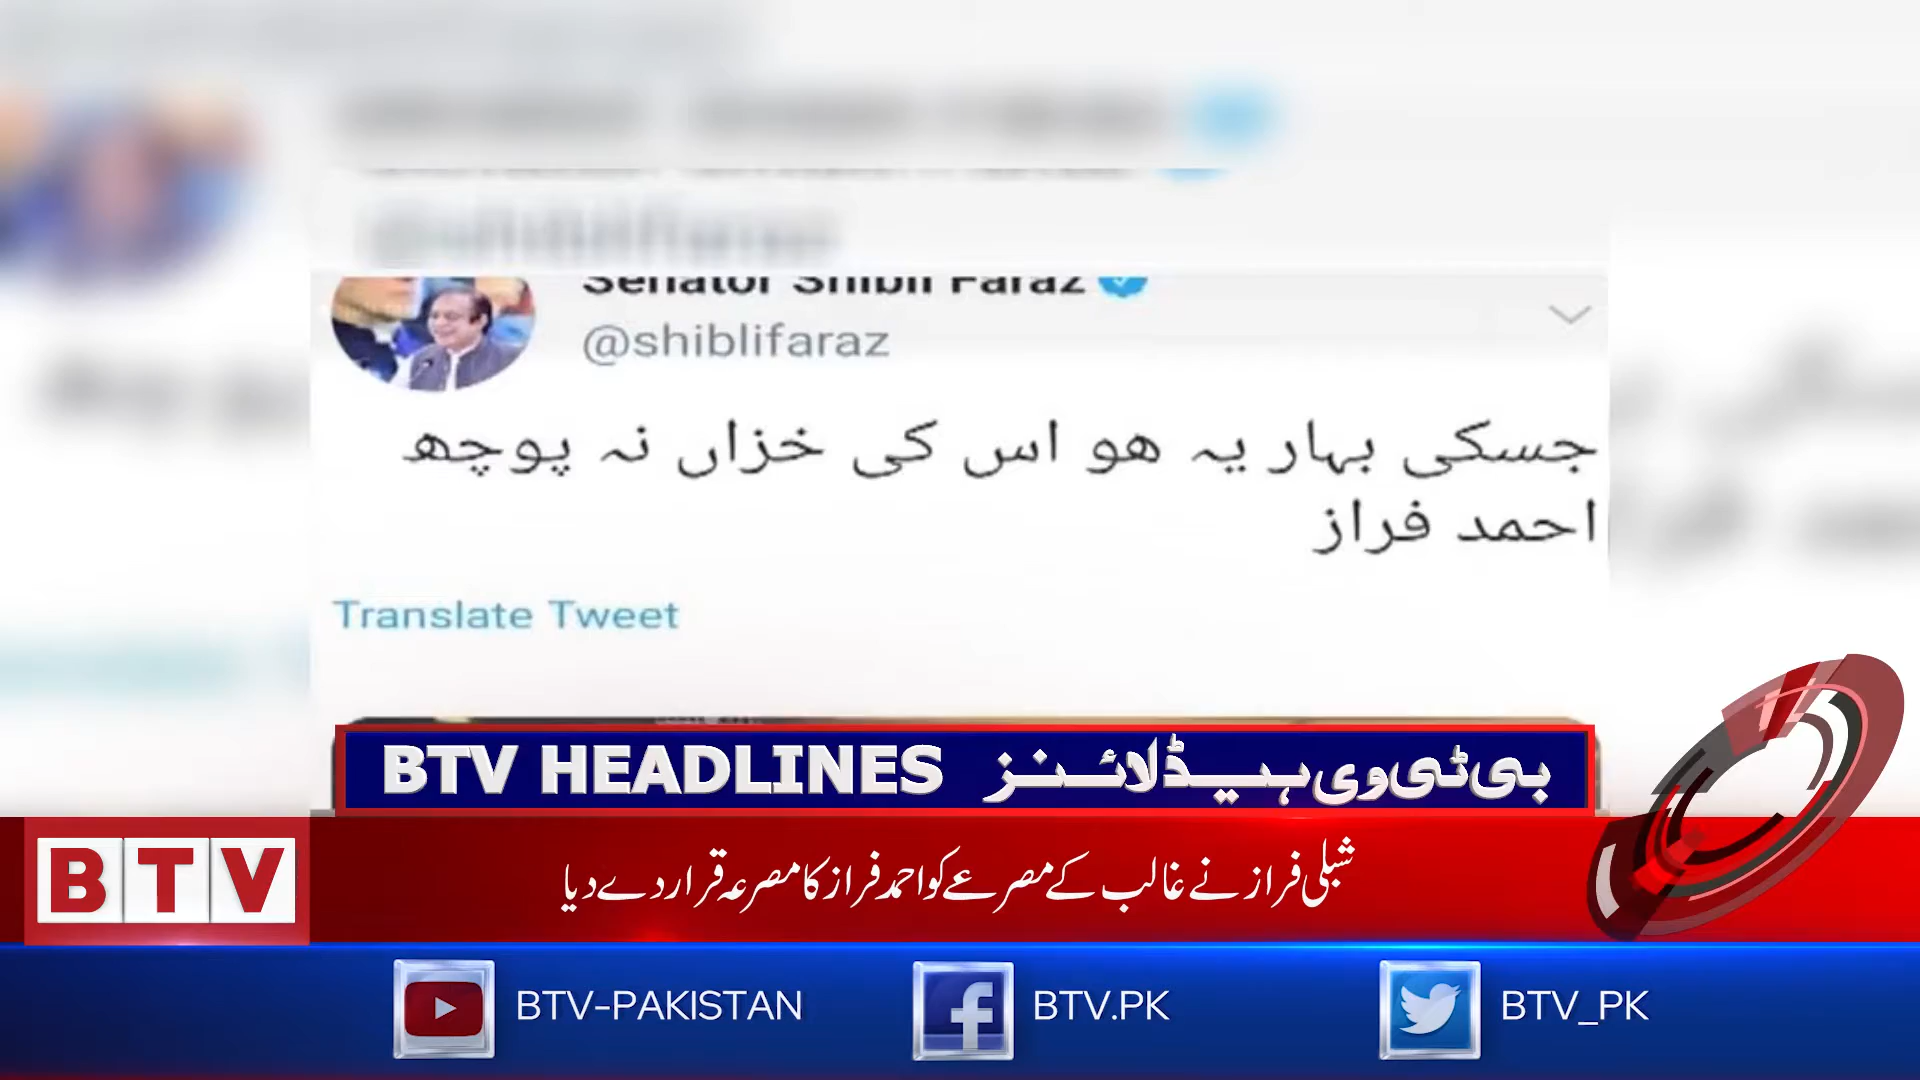 Senator Shibli Faraz
@shiblifaraz
جسکی بہار یہ ھو اس کی خزاں نہ پوچھ
احمد فراز
Translate Tweet
BTV HEADLINES بی ٹی وی ہیڈلائنز
BTV
شبلی فراز نے غالب کے مصرعے کو احمد فراز کا مصرعہ قرار دے دیا
BTV-PAKISTAN
BTV.PK
BTV_PK